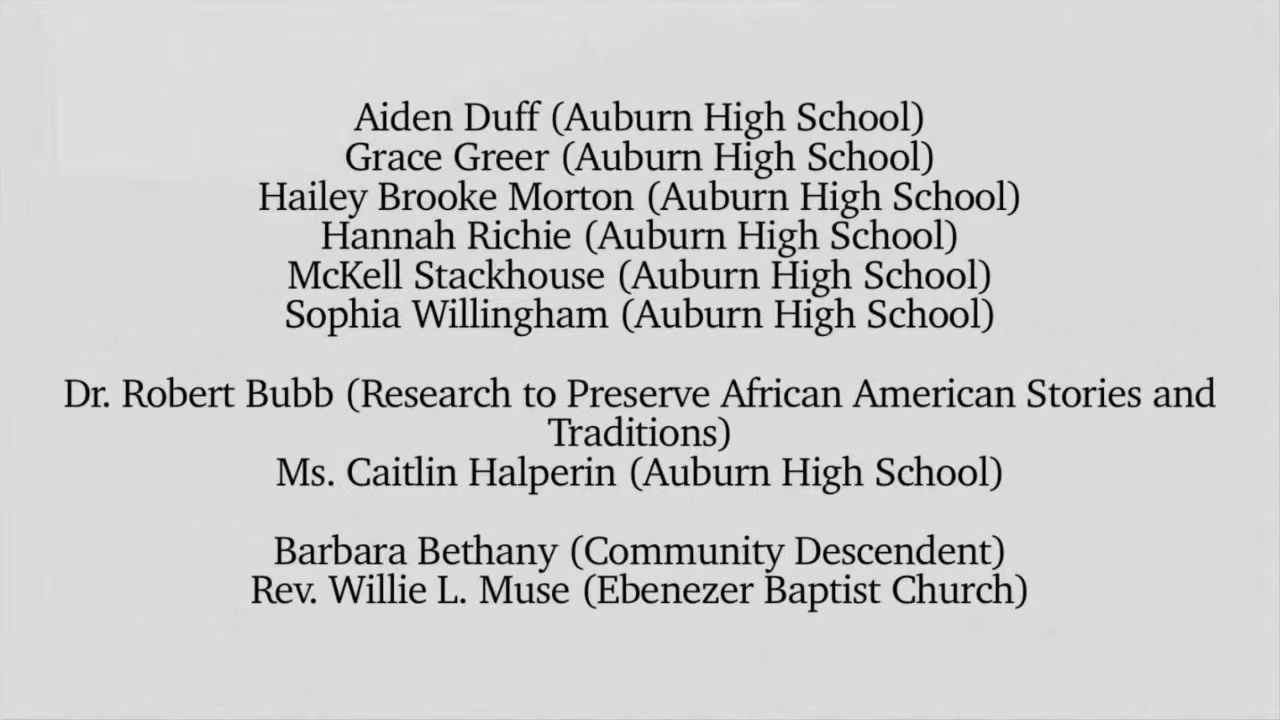 Aiden Duff (Auburn High School)
Grace Greer (Auburn High School)
Hailey Brooke Morton (Auburn High School)
Hannah Richie (Auburn High School)
McKell Stackhouse (Auburn High School)
Sophia Willingham (Auburn High School)
Dr. Robert Bubb (Research to Preserve African American Stories and
Traditions)
Ms. Caitlin Halperin (Auburn High School)
Barbara Bethany (Community Descendent)
Rev. Willie L. Muse (Ebenezer Baptist Church)